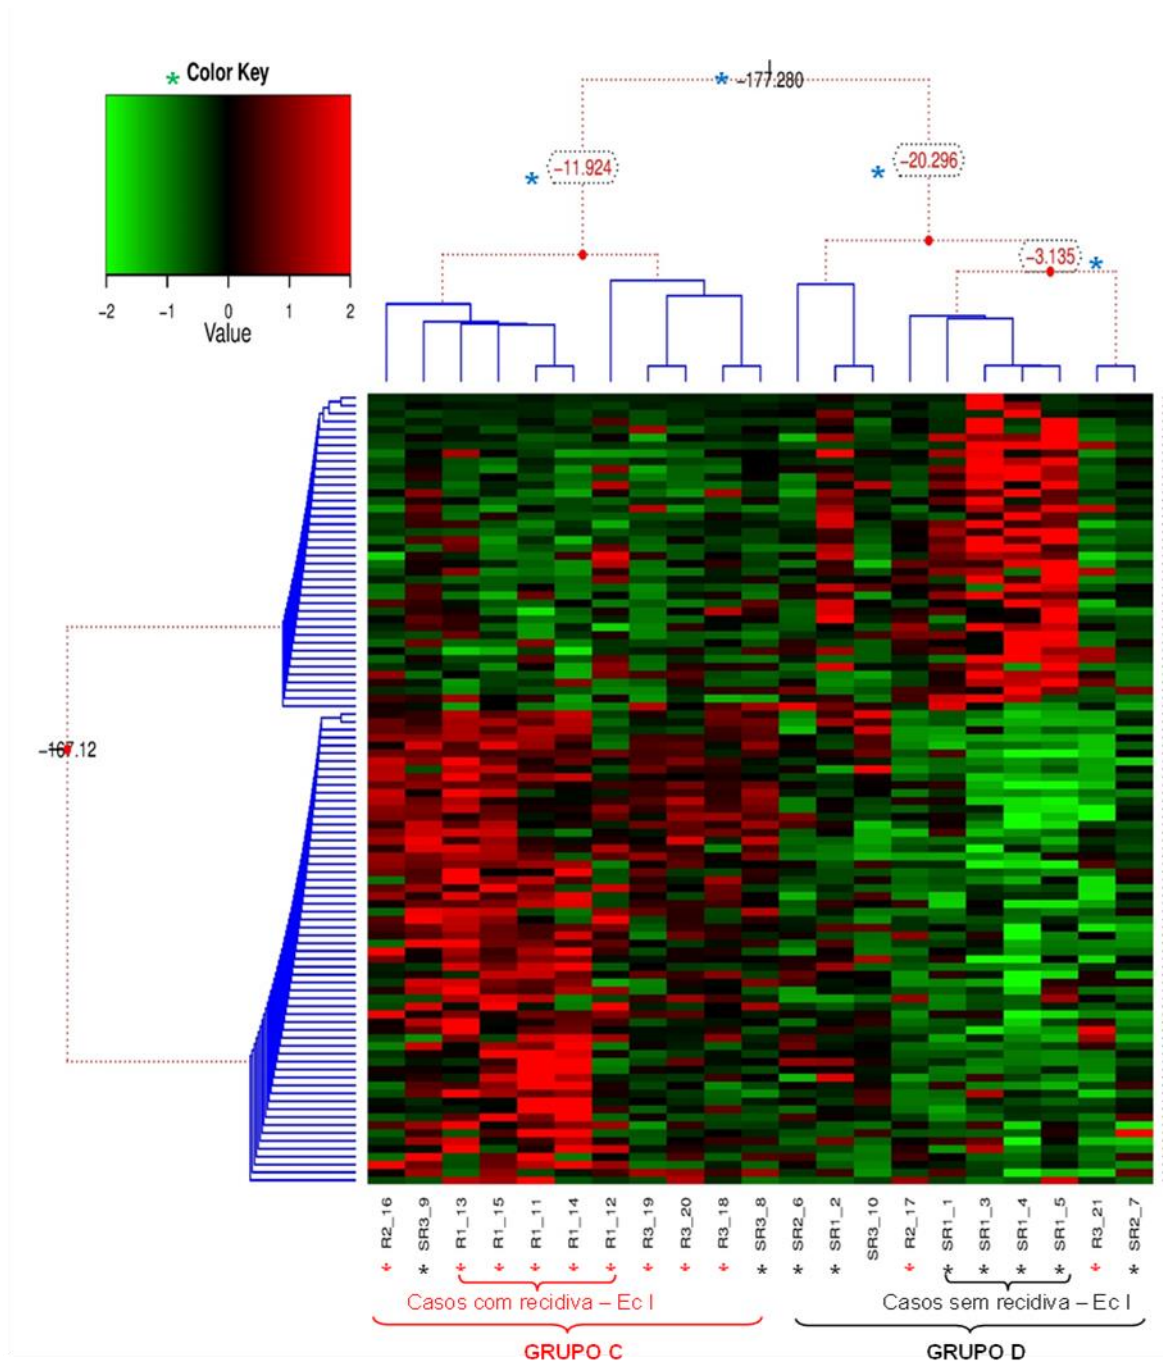 * Color Key
-2 -1 0 1 2
Value
* -177.280
* -11.924
* -20.296
-3.135 *
-167.12
R2_16 SR3_9 R1_13 R1_15 R1_11 R1_14 R1_12 R3_19 R3_20 R3_18 SR3_8 SR2_6 SR1_2 SR3_10 R2_17 SR1_1 SR1_3 SR1_4 SR1_5 R3_21 SR2_7
Casos com recidiva – Ec I Casos sem recidiva – Ec I
GRUPO C GRUPO D